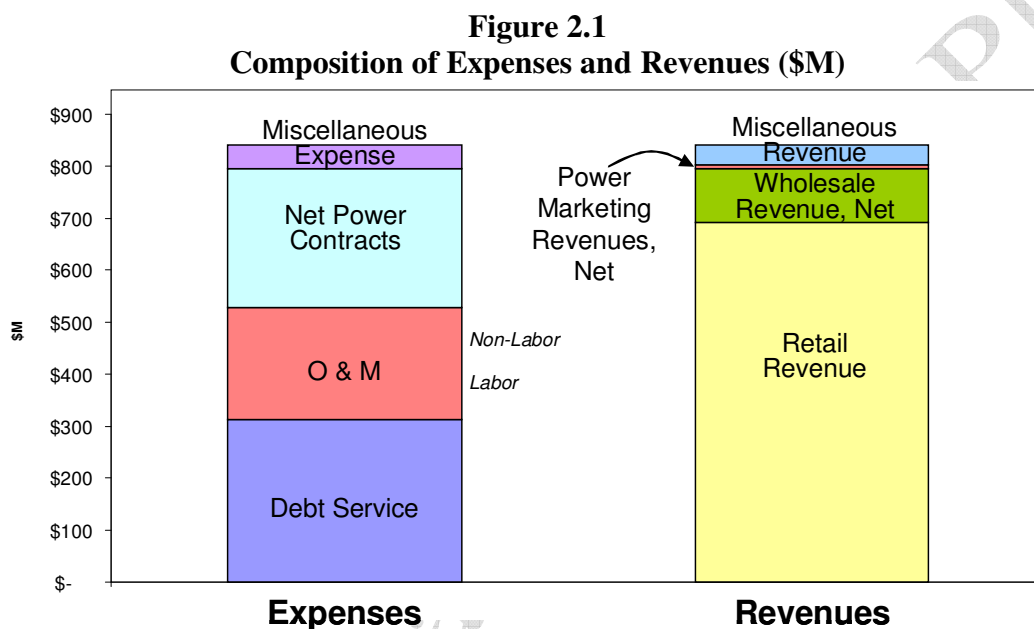 Figure 2.1
Composition of Expenses and Revenues ($M)
$900
$800
$700
$600
$500
$400
$300
$200
$100
$-
$M
Miscellaneous
Expense
Net Power
Contracts
O & M
Debt Service
Non-Labor
Labor
Power
Marketing
Revenues,
Net
Miscellaneous
Revenue
Wholesale
Revenue, Net
Retail
Revenue
Expenses
Revenues